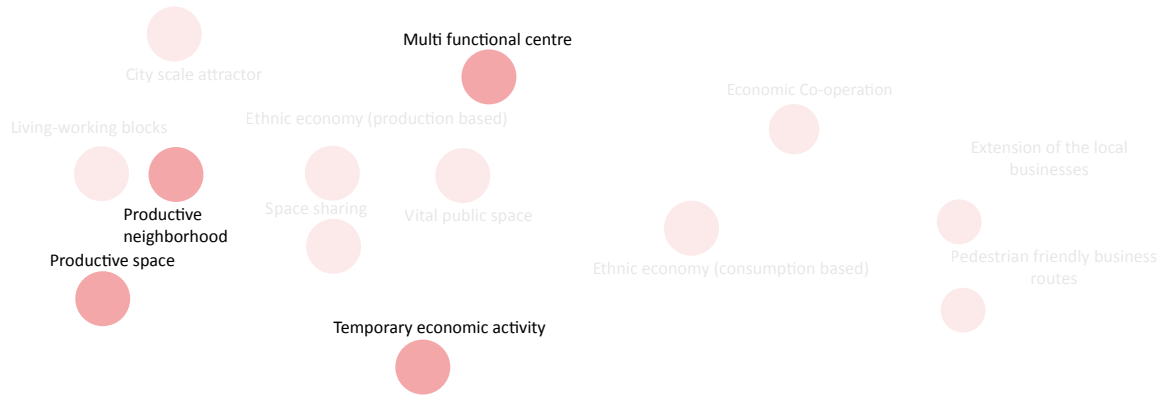 Multi functional centre
City scale attractor
Economic Co-operation
Ethnic economy (production based)
Living-working blocks
Extension of the local
businesses
Space sharing
Vital public space
Productive
neighborhood
Productive space
Ethnic economy (consumption based)
Pedestrian friendly business
routes
Temporary economic activity